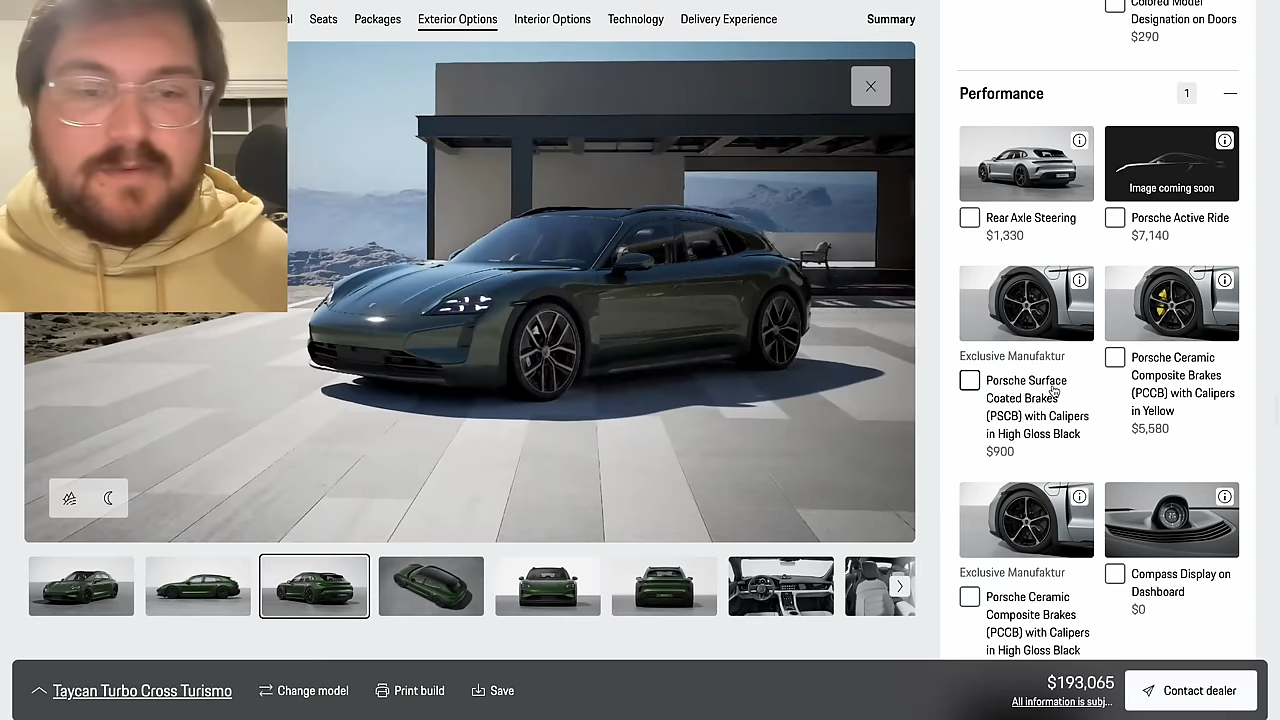 Seats
Packages
Exterior Options
Interior Options
Technology
Delivery Experience
Summary
Colored Model
Designation on Doors
$290
Performance
1
Image coming soon
Rear Axle Steering
$1,330
Porsche Active Ride
$7,140
Exclusive Manufaktur
Porsche Surface
Coated Brakes
(PSCB) with Calipers
in High Gloss Black
$900
Porsche Ceramic
Composite Brakes
(PCCB) with Calipers
in Yellow
$5,580
Exclusive Manufaktur
Porsche Ceramic
Composite Brakes
(PCCB) with Calipers
in High Gloss Black
Compass Display on
Dashboard
$0
Taycan Turbo Cross Turismo
Change model
Print build
Save
$193,065
All information is subj...
Contact dealer